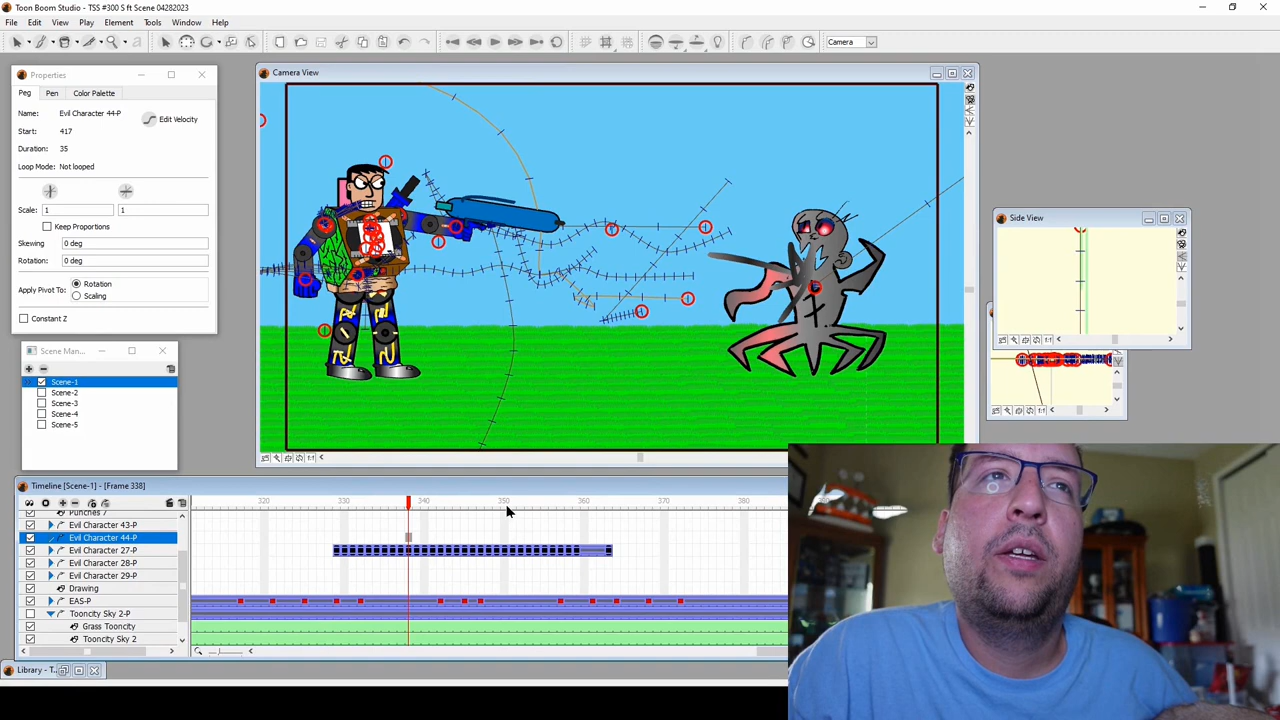 Toon Boom Studio - TSS #300 S ft Scene 04282023
File Edit View Play Element Tools Window Help
Camera
Properties
Peg Pen Color Palette
Name: Evil Character 44-P
Edit Velocity
Start: 417
Duration: 35
Loop Mode: Not looped
Scale: 1 1
Keep Proportions
Skewing: 0 deg
Rotation: 0 deg
Apply Pivot To: Rotation
Scaling
Constant Z
Scene Man...
Scene-1
Scene-2
Scene-3
Scene-4
Scene-5
Camera View
Side View
Timeline [Scene-1] - [Frame 338]
320 330 340 350 360 370 380
Punches 7
Evil Character 43-P
Evil Character 44-P
Evil Character 27-P
Evil Character 28-P
Evil Character 29-P
Drawing
EAS-P
Tooncity Sky 2-P
Grass Tooncity
Tooncity Sky 2
Library - T...